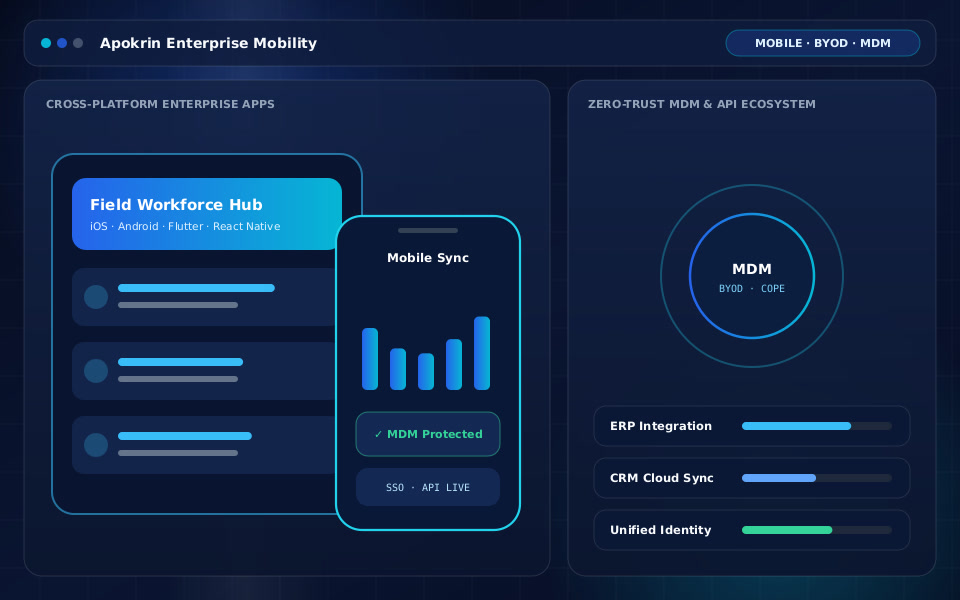 Apokrin Enterprise Mobility
MOBILE · BYOD · MDM
CROSS-PLATFORM ENTERPRISE APPS
Field Workforce Hub
iOS · Android · Flutter · React Native
Mobile Sync
✓ MDM Protected
SSO · API LIVE
ZERO-TRUST MDM & API ECOSYSTEM
MDM
BYOD · COPE
ERP Integration
CRM Cloud Sync
Unified Identity